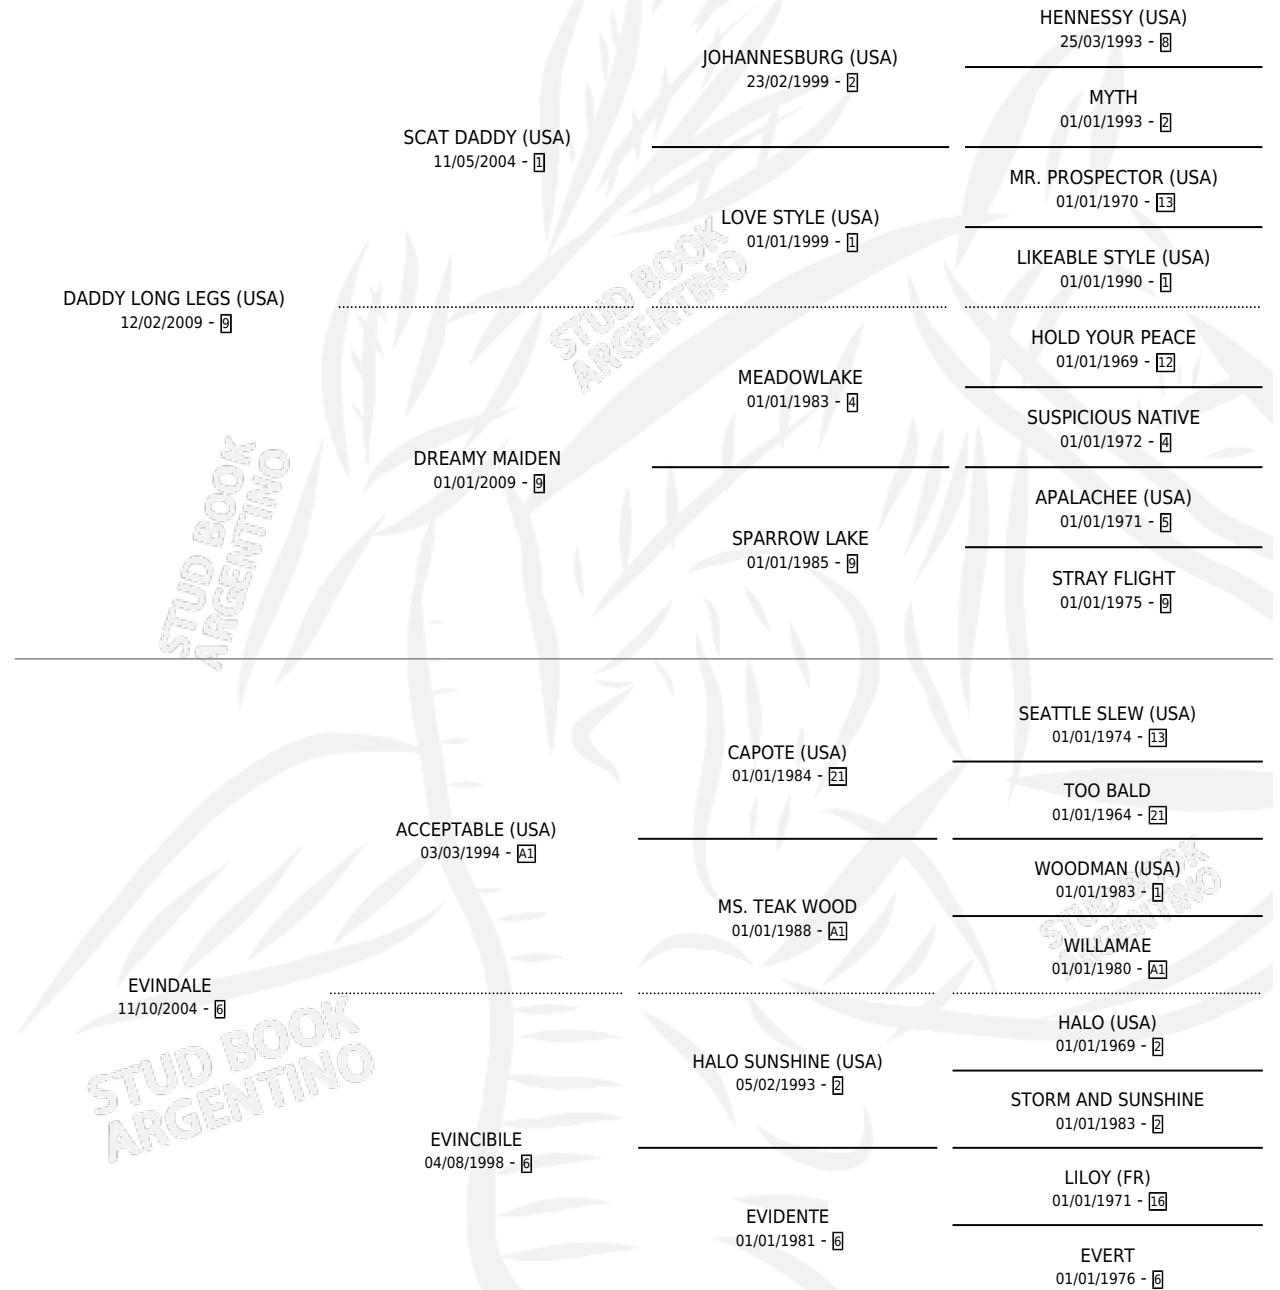 HENNESSY (USA)
25/03/1993 - 8
JOHANNESBURG (USA)
23/02/1999 - 2
MYTH
01/01/1993 - 2
SCAT DADDY (USA)
11/05/2004 - 1
MR. PROSPECTOR (USA)
01/01/1970 - 13
LOVE STYLE (USA)
01/01/1999 - 1
LIKEABLE STYLE (USA)
01/01/1990 - 1
DADDY LONG LEGS (USA)
12/02/2009 - 9
HOLD YOUR PEACE
01/01/1969 - 12
MEADOWLAKE
01/01/1983 - 4
SUSPICIOUS NATIVE
01/01/1972 - 4
DREAMY MAIDEN
01/01/2009 - 9
APALACHEE (USA)
01/01/1971 - 5
SPARROW LAKE
01/01/1985 - 9
STRAY FLIGHT
01/01/1975 - 9
STUD BOOK
ARGENTINO
STUD BOOK
ARGENTINO
SEATTLE SLEW (USA)
01/01/1974 - 13
CAPOTE (USA)
01/01/1984 - 21
TOO BALD
01/01/1964 - 21
ACCEPTABLE (USA)
03/03/1994 - A1
WOODMAN (USA)
01/01/1983 - 1
MS. TEAK WOOD
01/01/1988 - A1
WILLAMAE
01/01/1980 - A1
EVINDALE
11/10/2004 - 6
HALO (USA)
01/01/1969 - 2
HALO SUNSHINE (USA)
05/02/1993 - 2
STORM AND SUNSHINE
01/01/1983 - 2
EVINCIBILE
04/08/1998 - 6
LILOY (FR)
01/01/1971 - 16
EVIDENTE
01/01/1981 - 6
EVERT
01/01/1976 - 6
STUD BOOK
ARGENTINO
STUD BOOK
ARGENTINO